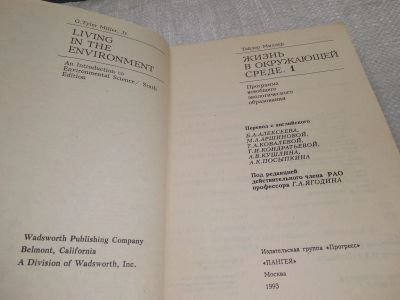 G. Tyler Miller, Jr.
LIVING
IN THE
ENVIRONMENT
An Introduction to
Environmental Science / Sixth
Edition
Wadsworth Publishing Company
Belmont, California
A Division of Wadsworth, Inc.
Тайлер Миллер
ЖИЗНЬ
В ОКРУЖАЮЩЕЙ
СРЕДЕ. 1
Программа
всеобщего
экологического
образования
Перевод с английского
Б.А.АЛЕКСЕЕВА,
М.А.АРШИНОВОЙ,
Т.А.КОВАЛЕВОЙ,
Г.И.КОНДРАТЬЕВОЙ,
А.В.КУШЛИНА,
А.К.ПОСЫПКИНА
Под редакцией
действительного члена РАО
профессора Г.А.ЯГОДИНА
Издательская группа «Прогресс»
«ПАНГЕЯ»
Москва
1993